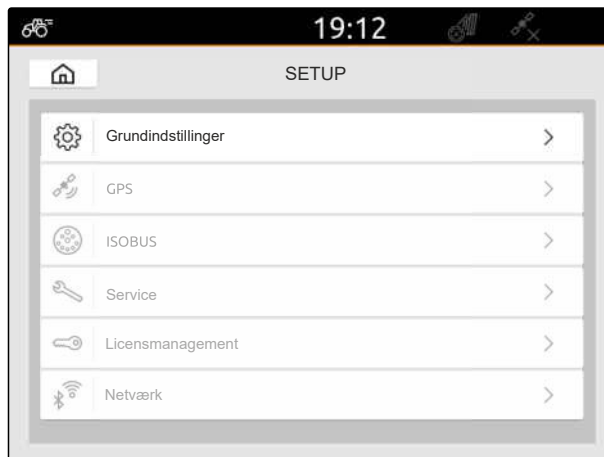 19:12
SETUP
Grundindstillinger
GPS
ISOBUS
Service
Licensmanagement
Netværk